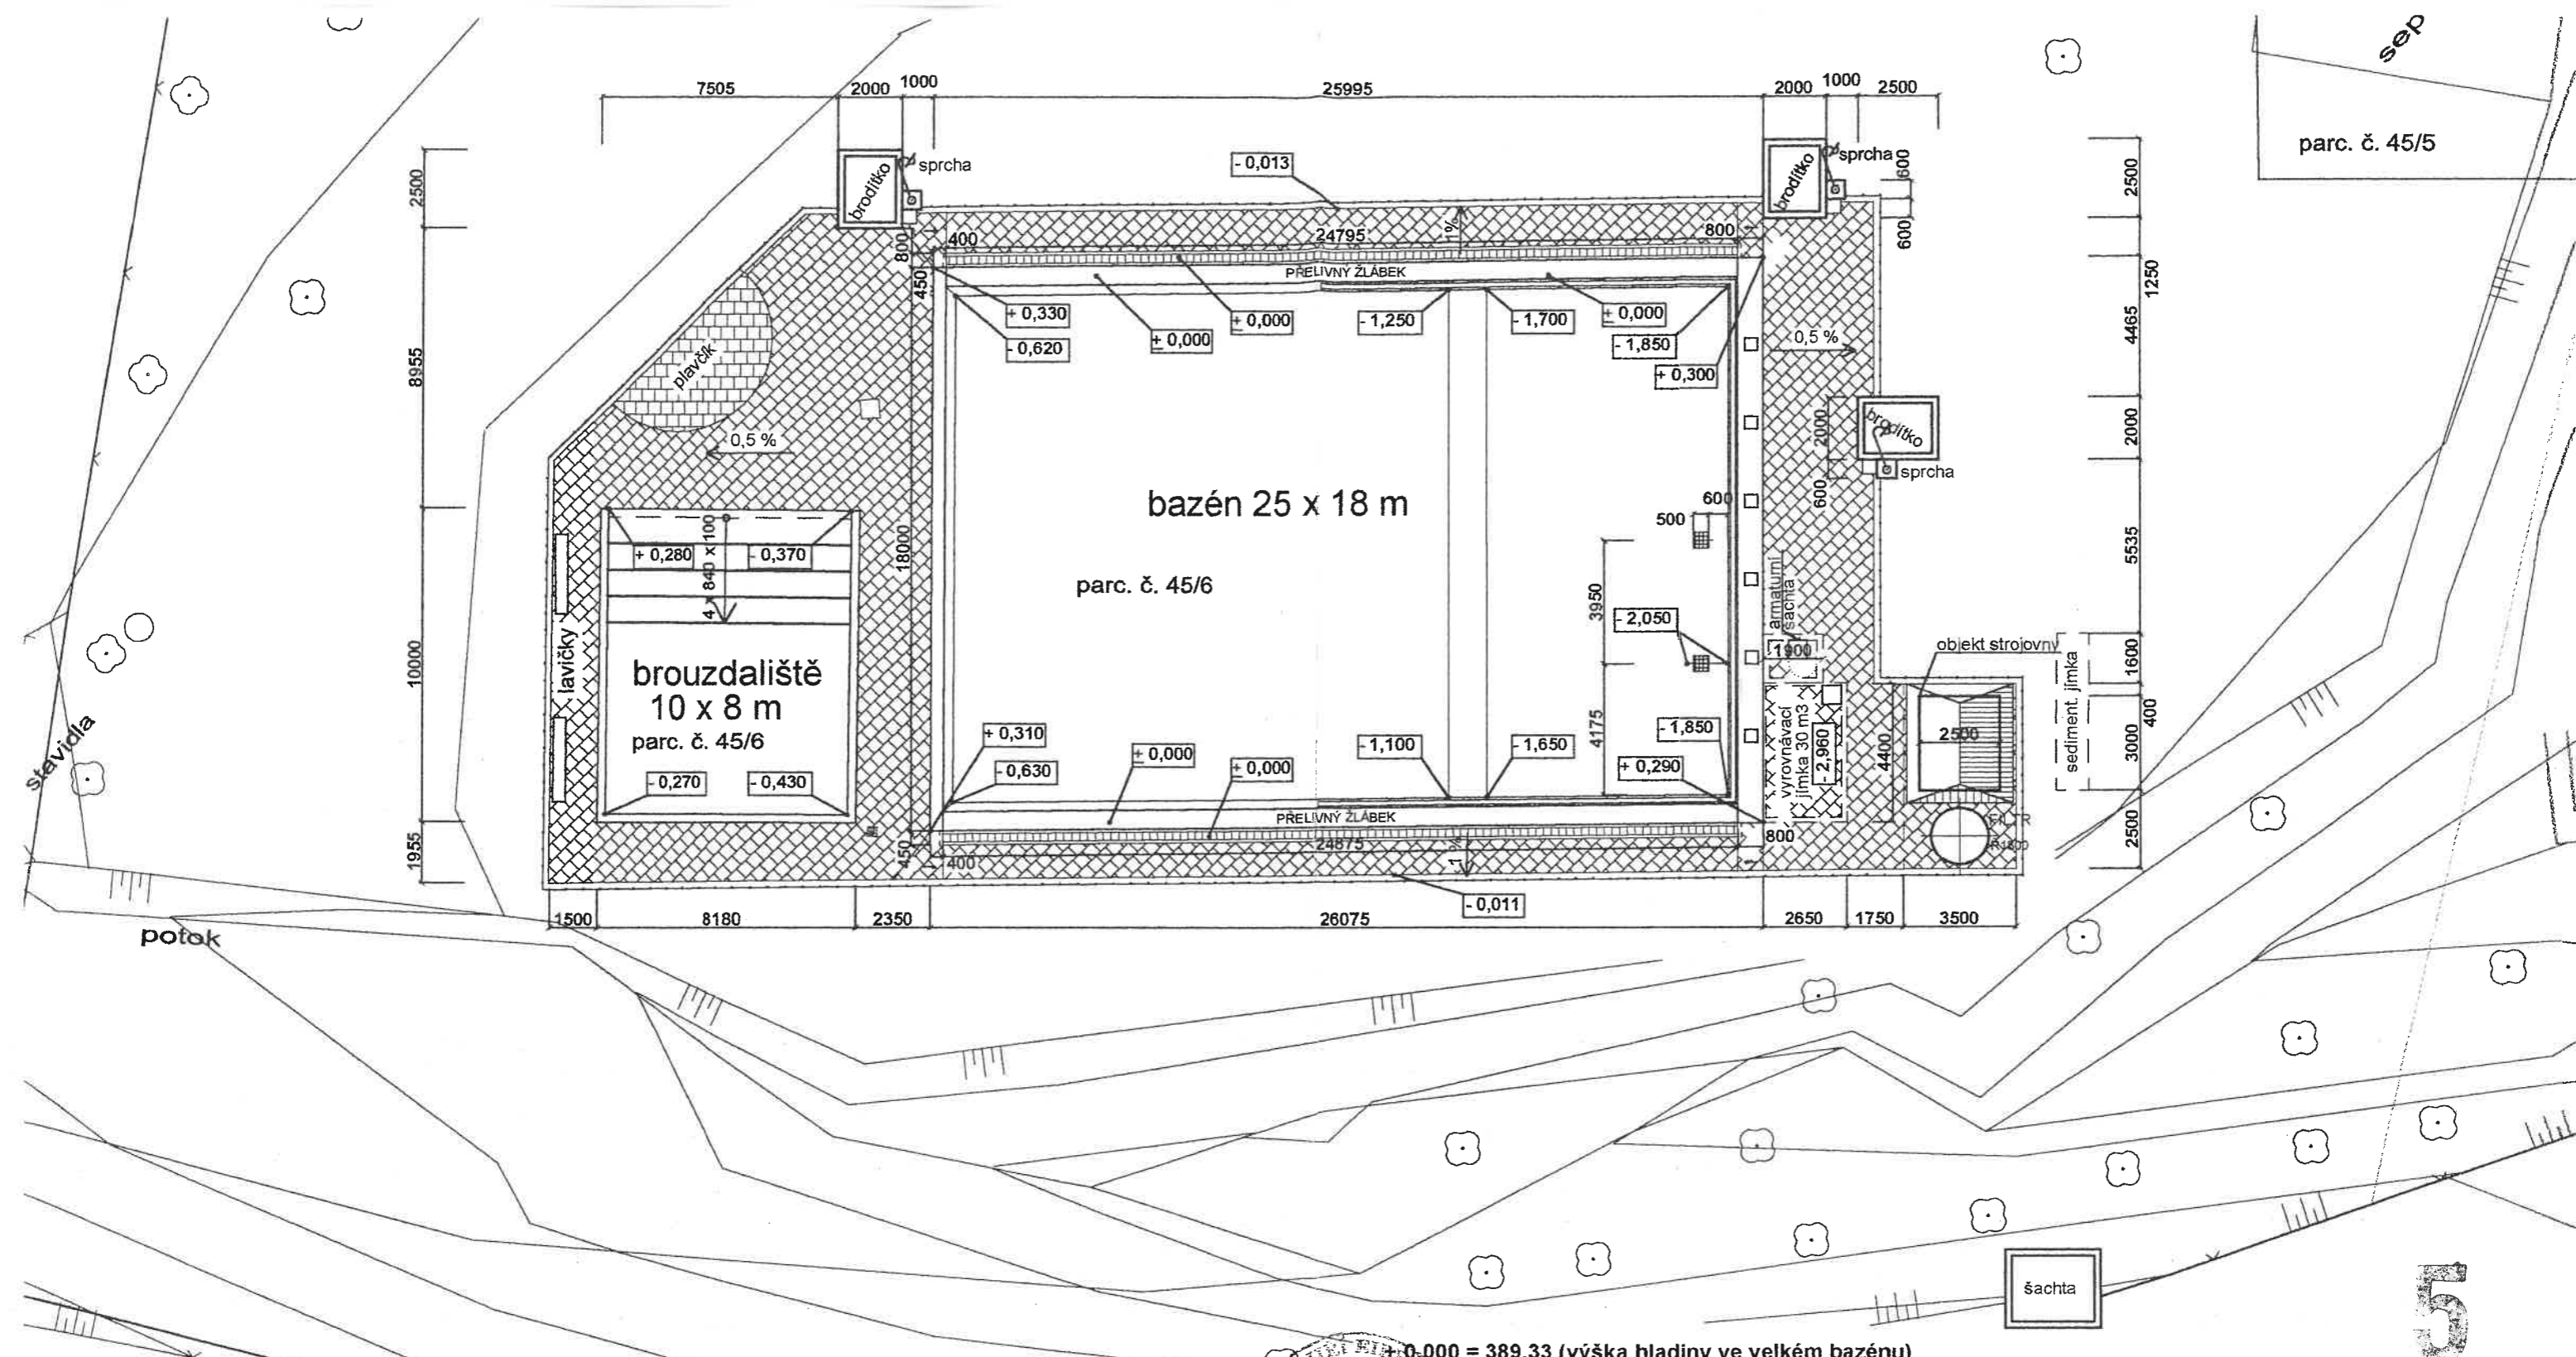 sep
parc. č. 45/5
7505
2000
1000
25995
2000
1000
2500
2500
8955
10000
1955
brodítko
sprcha
- 0,013
brodítko
sprcha
600
600
2500
1250
4465
2000
5535
1600
400
3000
2500
800
400
24795
1%
800
450
PŘELIVNÝ ŽLÁBEK
+ 0,330
- 0,620
± 0,000
± 0,000
- 1,250
- 1,700
± 0,000
- 1,850
+ 0,300
0,5 %
plavčík
0,5 %
2000
600
brodítko
sprcha
bazén 25 x 18 m
parc. č. 45/6
18000
600
500
3950
- 2,050
4175
+ 0,280
- 0,370
4 x 840 x 100
lavičky
brouzdaliště
10 x 8 m
parc. č. 45/6
- 0,270
- 0,430
armaturní
šachta
1900
vyrovnávací
jímka 30 m3
- 2,960
4400
objekt strojovny
2500
sediment. jímka
FILTR
+ 0,310
- 0,630
± 0,000
± 0,000
- 1,100
- 1,650
- 1,850
+ 0,290
PŘELIVNÝ ŽLÁBEK
450
400
24875
1%
800
- 0,011
1500
8180
2350
26075
2650
1750
3500
stavidla
potok
šachta
5
± 0,000 = 389,33 (výška hladiny ve velkém bazénu)